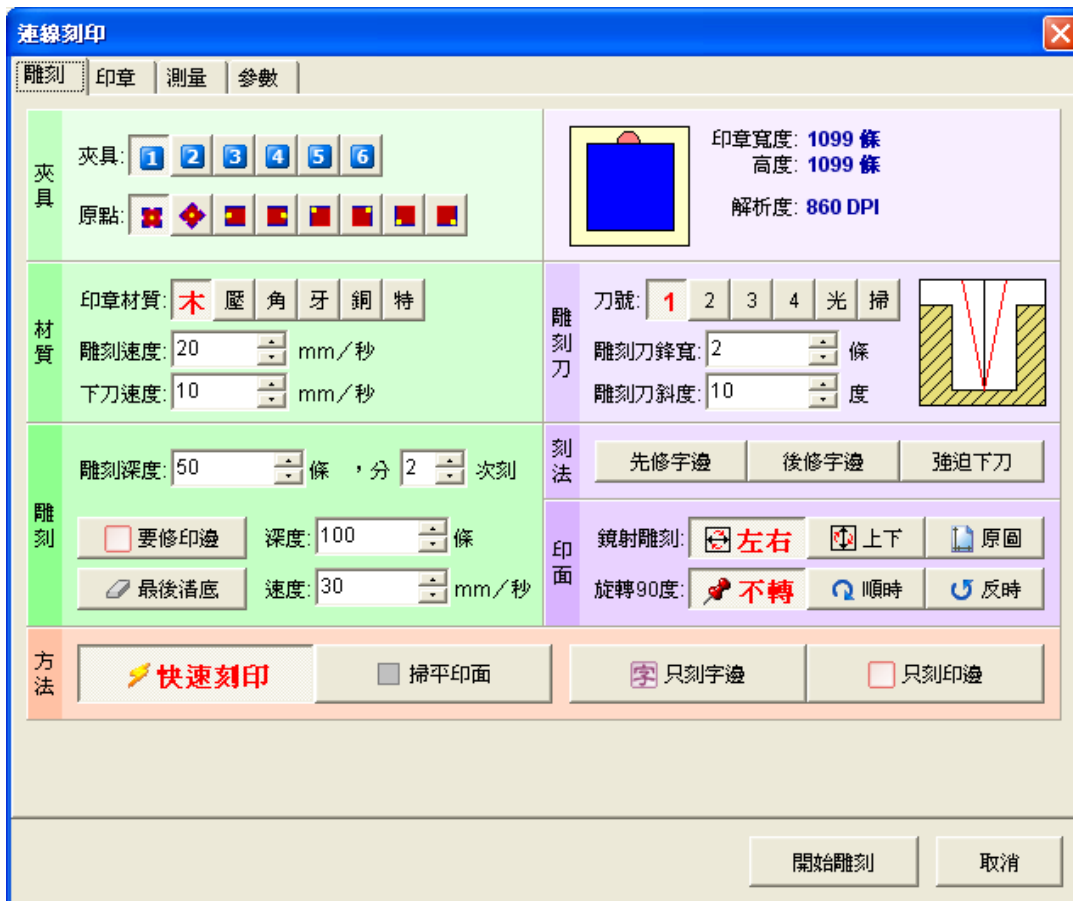 連線刻印
雕刻 印章 測量 參數
夾具
夾具: 1 2 3 4 5 6
原點:
印章寬度: 1099 條
高度: 1099 條
解析度: 860 DPI
材質
印章材質: 木 壓 角 牙 銅 特
雕刻速度: 20 mm／秒
下刀速度: 10 mm／秒
雕刻刀
刀號: 1 2 3 4 光 掃
雕刻刀鋒寬: 2 條
雕刻刀斜度: 10 度
雕刻
雕刻深度: 50 條 ，分 2 次刻
要修印邊 深度: 100 條
最後清底 速度: 30 mm／秒
刻法
先修字邊 後修字邊 強迫下刀
印面
鏡射雕刻: 左右 上下 原圖
旋轉90度: 不轉 順時 反時
方法
快速刻印 掃平印面 字 只刻字邊 只刻印邊
開始雕刻 取消